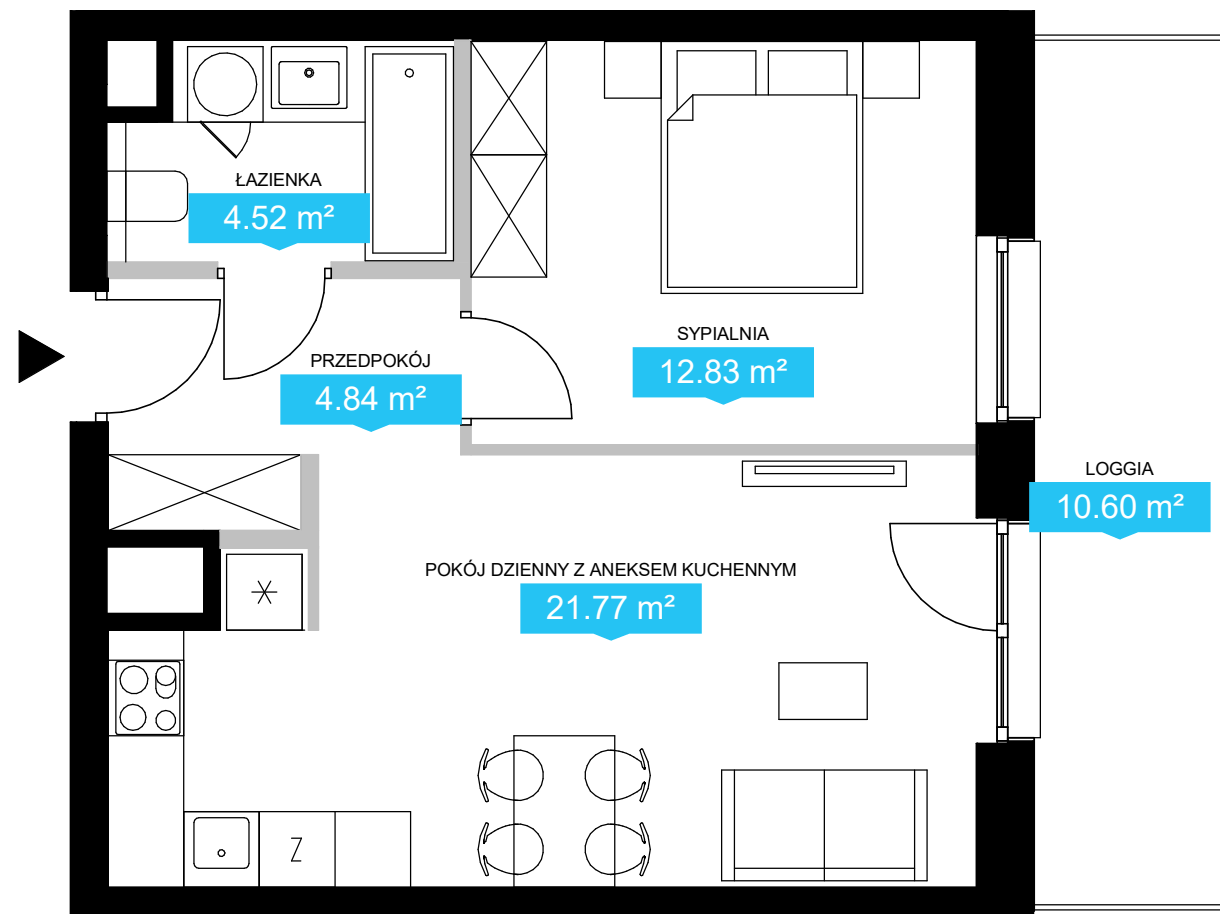 ŁAZIENKA
4.52 m²
SYPIALNIA
12.83 m²
PRZEDPOKÓJ
4.84 m²
LOGGIA
10.60 m²
POKÓJ DZIENNY Z ANEKSEM KUCHENNYM
21.77 m²
Z